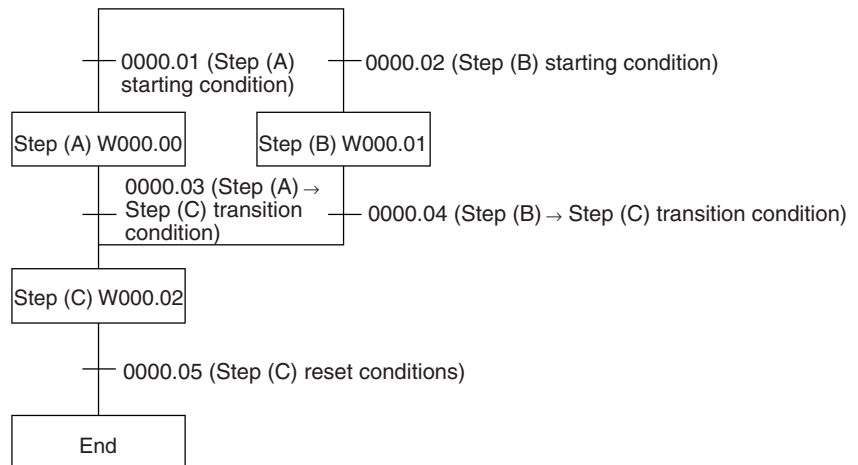 0000.01 (Step (A)
starting condition)
0000.02 (Step (B) starting condition)
Step (A) W000.00
Step (B) W000.01
0000.03 (Step (A) →
Step (C) transition
condition)
0000.04 (Step (B) → Step (C) transition condition)
Step (C) W000.02
0000.05 (Step (C) reset conditions)
End